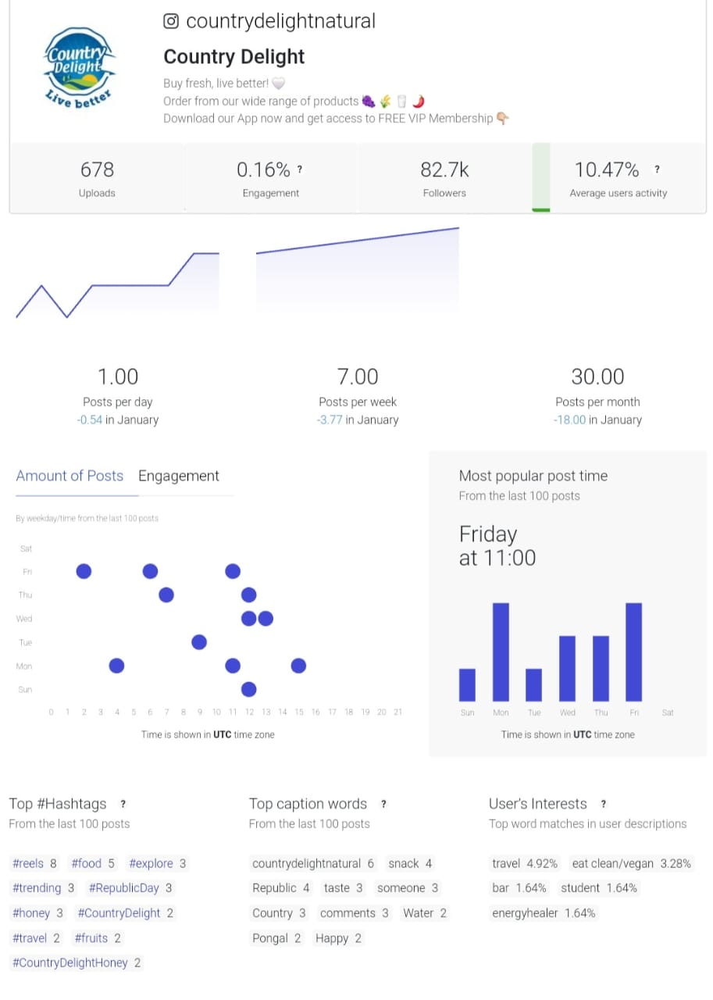 countrydelightnatural
Country Delight
Live better
Country Delight
Buy fresh, live better! 🤍
Order from our wide range of products 🍇 🌾 🥛 🌶️
Download our App now and get access to FREE VIP Membership 👇🏼
678 0.16% ? 82.7k 10.47% ?
Uploads Engagement Followers Average users activity
1.00 7.00 30.00
Posts per day Posts per week Posts per month
-0.54 in January -3.77 in January -18.00 in January
Amount of Posts Engagement
By weekday/time from the last 100 posts
Sat
Fri
Thu
Wed
Tue
Mon
Sun
0 1 2 3 4 5 6 7 8 9 10 11 12 13 14 15 16 17 18 19 20 21
Time is shown in UTC time zone
Most popular post time
From the last 100 posts
Friday
at 11:00
Sun Mon Tue Wed Thu Fri Sat
Time is shown in UTC time zone
Top #Hashtags ?
From the last 100 posts
#reels 8 #food 5 #explore 3
#trending 3 #RepublicDay 3
#honey 3 #CountryDelight 2
#travel 2 #fruits 2
#CountryDelightHoney 2
Top caption words ?
From the last 100 posts
countrydelightnatural 6 snack 4
Republic 4 taste 3 someone 3
Country 3 comments 3 Water 2
Pongal 2 Happy 2
User's Interests ?
Top word matches in user descriptions
travel 4.92% eat clean/vegan 3.28%
bar 1.64% student 1.64%
energyhealer 1.64%